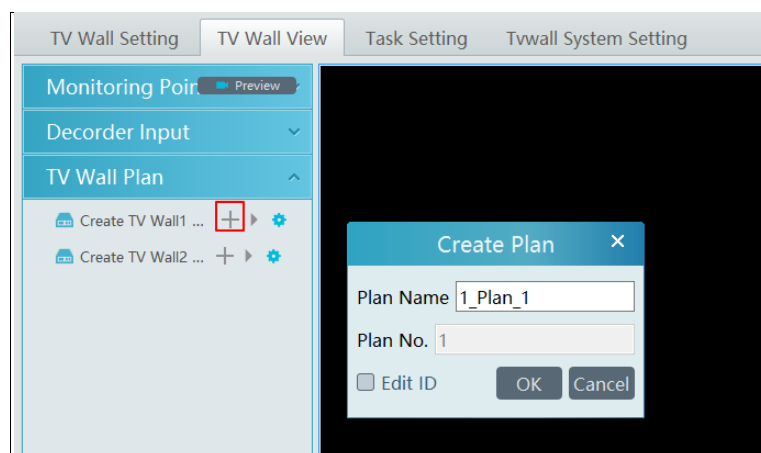 TV Wall Setting TV Wall View Task Setting Tvwall System Setting
Monitoring Poin Preview
Decorder Input
TV Wall Plan
Create TV Wall1 ...
Create TV Wall2 ...
Create Plan
Plan Name 1_Plan_1
Plan No. 1
Edit ID OK Cancel